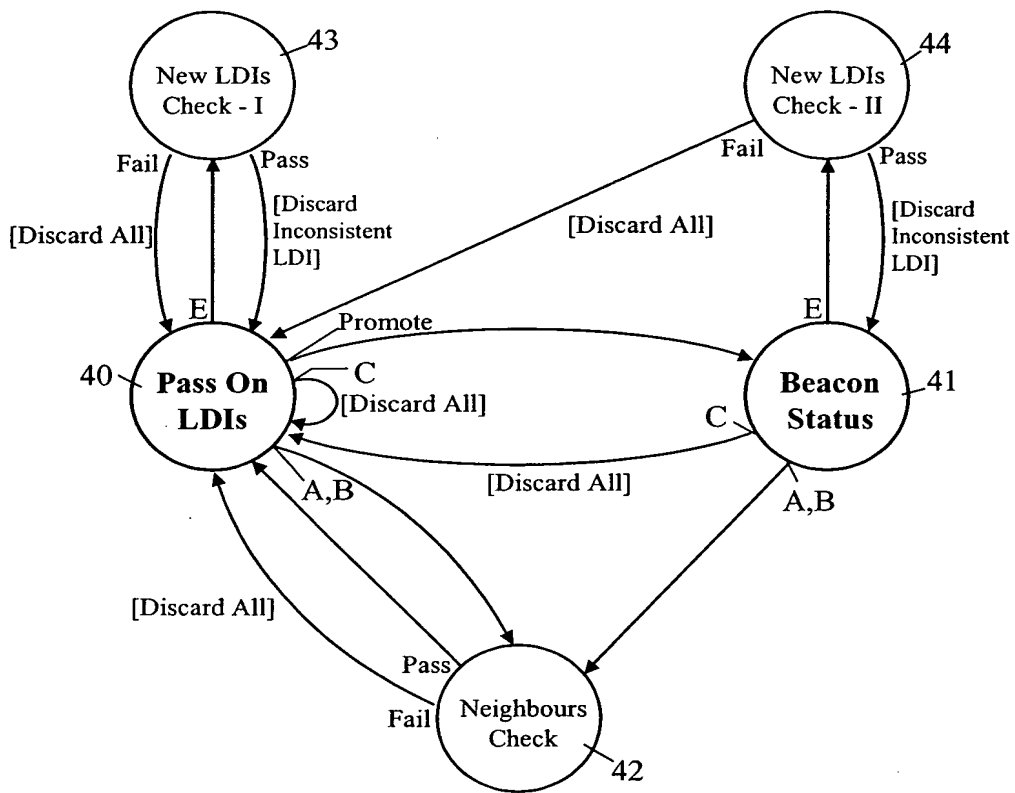 43
New LDIs
Check - I
44
New LDIs
Check - II
Fail
Pass
Fail
Pass
[Discard All]
[Discard
Inconsistent
LDI]
[Discard All]
[Discard
Inconsistent
LDI]
E
E
Promote
40
Pass On
LDIs
C
[Discard All]
Beacon
Status
41
C
[Discard All]
A,B
A,B
[Discard All]
Pass
Fail
Neighbours
Check
42